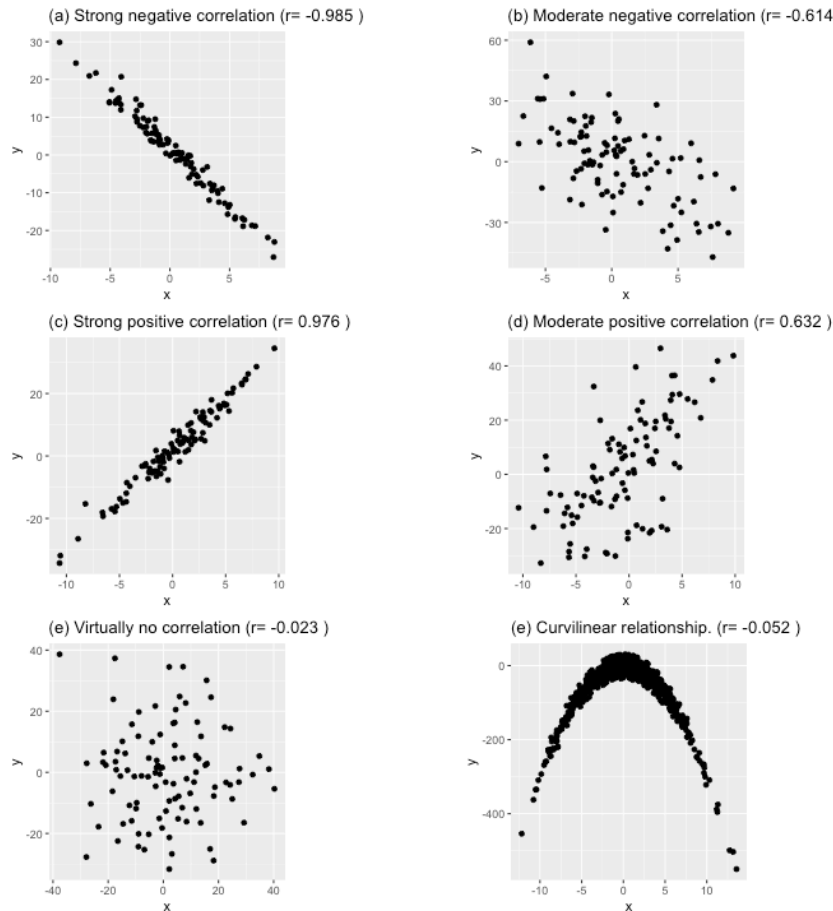 (a) Strong negative correlation (r= -0.985 )
30
20
10
0
-10
-20
y
-10 -5 0 5
x
(b) Moderate negative correlation (r= -0.614
60
30
0
-30
y
-5 0 5
x
(c) Strong positive correlation (r= 0.976 )
20
0
-20
y
-10 -5 0 5 10
x
(d) Moderate positive correlation (r= 0.632 )
40
20
0
-20
y
-10 -5 0 5 10
x
(e) Virtually no correlation (r= -0.023 )
40
20
0
-20
y
-40 -20 0 20 40
x
(e) Curvilinear relationship. (r= -0.052 )
0
-200
-400
y
-10 -5 0 5 10
x